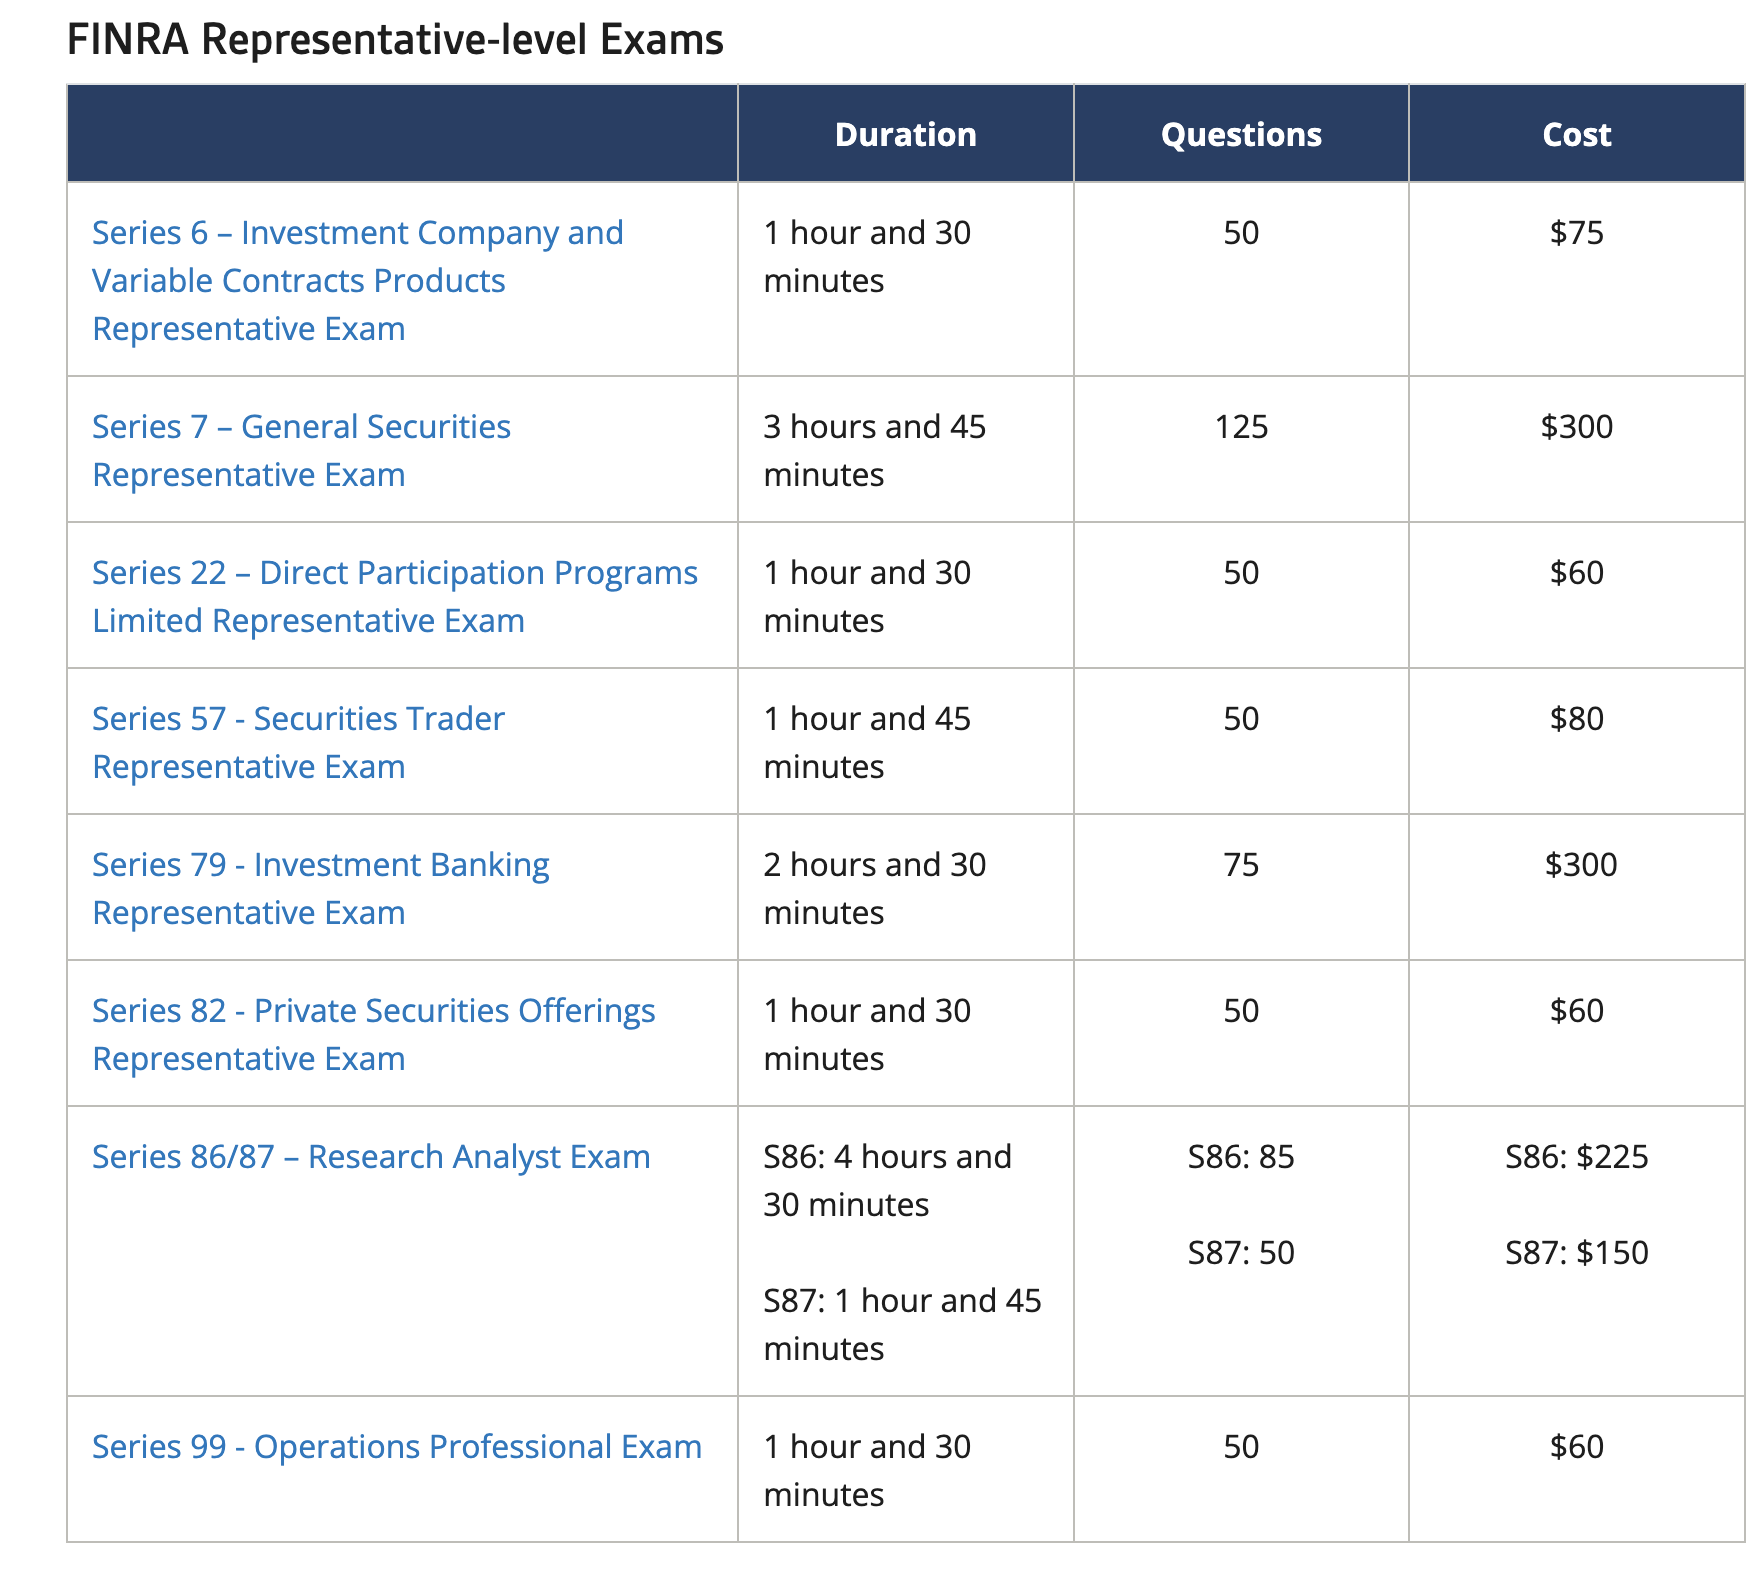 FINRA Representative-level Exams
Duration
Questions
Cost
Series 6 – Investment Company and
Variable Contracts Products
Representative Exam
1 hour and 30
minutes
50
$75
Series 7 – General Securities
Representative Exam
3 hours and 45
minutes
125
$300
Series 22 – Direct Participation Programs
Limited Representative Exam
1 hour and 30
minutes
50
$60
Series 57 - Securities Trader
Representative Exam
1 hour and 45
minutes
50
$80
Series 79 - Investment Banking
Representative Exam
2 hours and 30
minutes
75
$300
Series 82 - Private Securities Offerings
Representative Exam
1 hour and 30
minutes
50
$60
Series 86/87 – Research Analyst Exam
S86: 4 hours and
30 minutes
S87: 1 hour and 45
minutes
S86: 85
S87: 50
S86: $225
S87: $150
Series 99 - Operations Professional Exam
1 hour and 30
minutes
50
$60